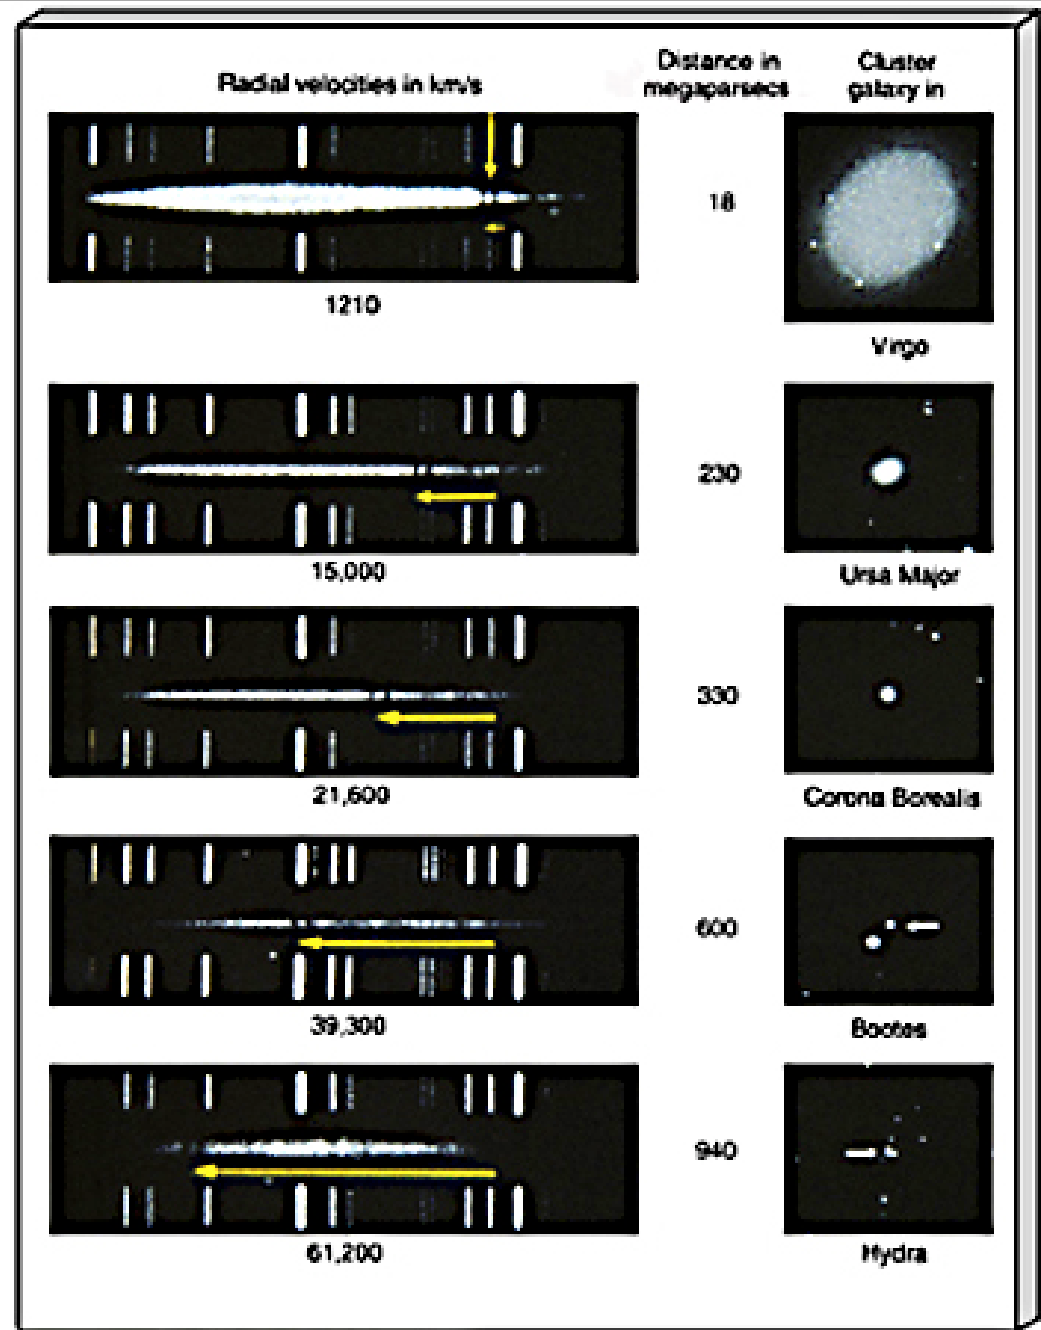 Radial velocities in km/s
Distance in
megaparsecs
Cluster
galaxy in
1210
18
Virgo
15,000
230
Ursa Major
21,600
330
Corona Borealis
39,300
600
Bootes
61,200
940
Hydra